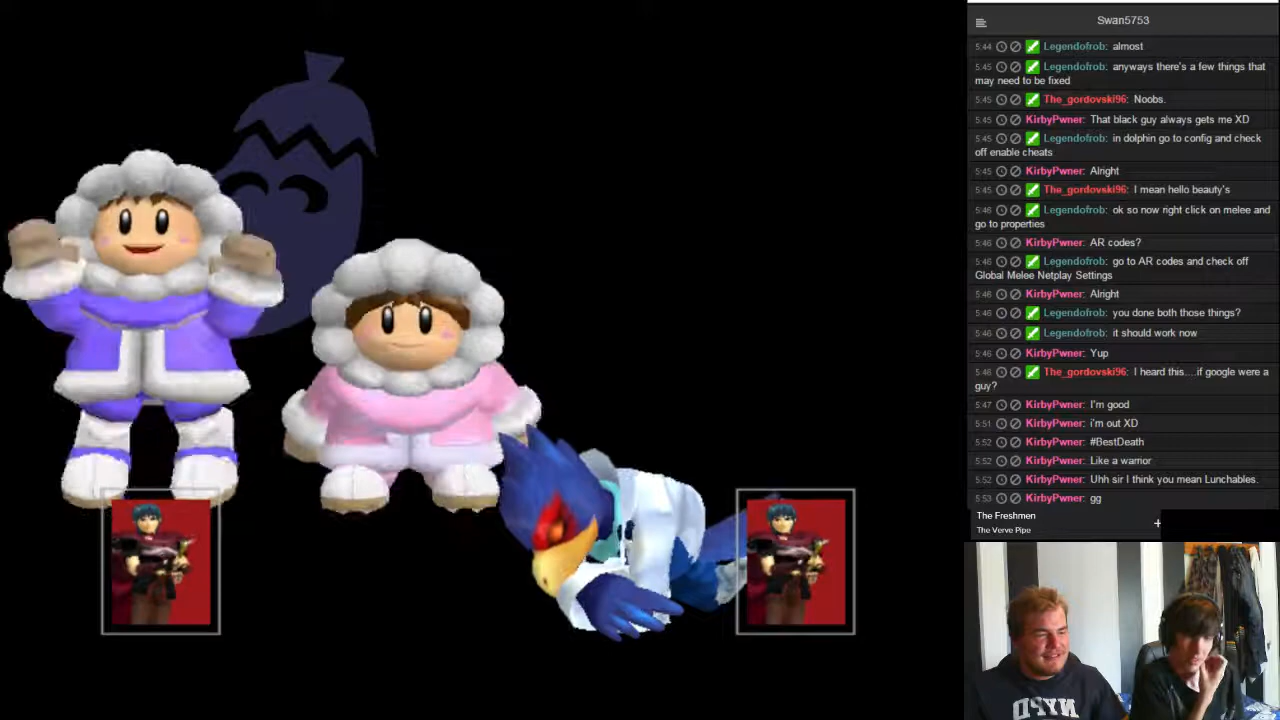 Swan5753
5:44 Legendofrob: almost
5:45 Legendofrob: anyways there's a few things that
may need to be fixed
5:45 The_gordovski96: Noobs.
5:45 KirbyPwner: That black guy always gets me XD
5:45 Legendofrob: in dolphin go to config and check
off enable cheats
5:45 KirbyPwner: Alright
5:45 The_gordovski96: I mean hello beauty's
5:46 Legendofrob: ok so now right click on melee and
go to properties
5:46 KirbyPwner: AR codes?
5:46 Legendofrob: go to AR codes and check off
Global Melee Netplay Settings
5:46 KirbyPwner: Alright
5:46 Legendofrob: you done both those things?
5:46 Legendofrob: it should work now
5:46 KirbyPwner: Yup
5:46 The_gordovski96: I heard this....if google were a
guy?
5:47 KirbyPwner: I'm good
5:51 KirbyPwner: i'm out XD
5:52 KirbyPwner: #BestDeath
5:52 KirbyPwner: Like a warrior
5:52 KirbyPwner: Uhh sir I think you mean Lunchables.
5:53 KirbyPwner: gg
The Freshmen
The Verve Pipe
+
NYPD